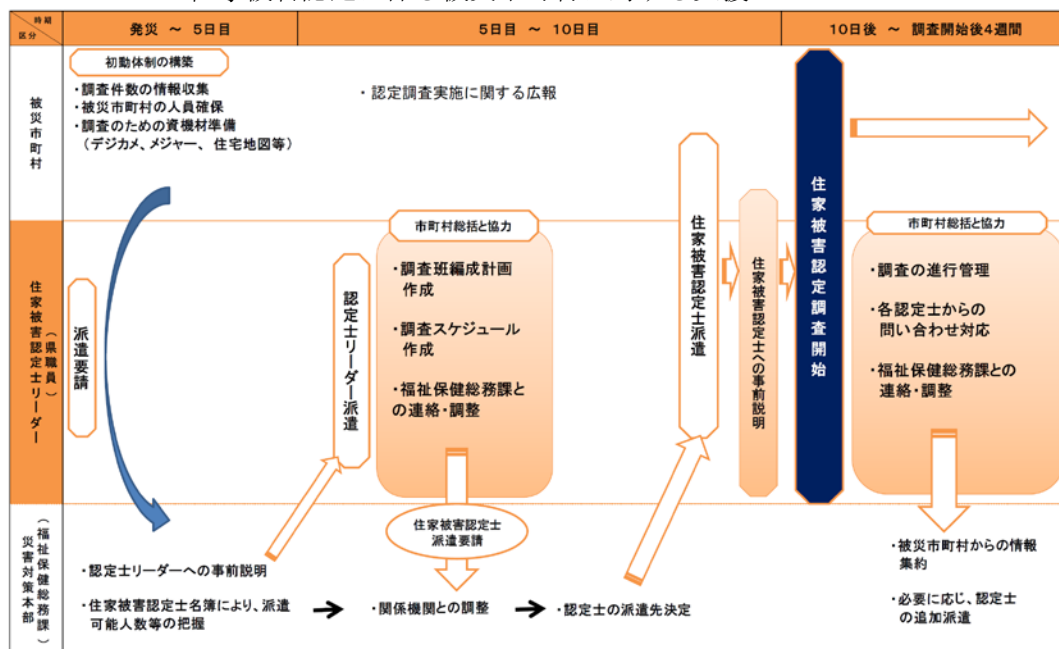 時期
区分
発災 ～ 5日目
5日目 ～ 10日目
10日後 ～ 調査開始後4週間
被災市町村
初動体制の構築
・調査件数の情報収集
・被災市町村の人員確保
・調査のための資機材準備
（デジカメ、メジャー、住宅地図等）
・認定調査実施に関する広報
住家被害認定士リーダー
（県職員）
派遣要請
認定士リーダー派遣
市町村総括と協力
・調査班編成計画
作成
・調査スケジュール
作成
・福祉保健総務課と
の連絡・調整
住家被害認定士派遣
住家被害認定士への事前説明
住家被害認定調査開始
市町村総括と協力
・調査の進行管理
・各認定士からの
問い合わせ対応
・福祉保健総務課との
連絡・調整
災害対策本部
（福祉保健総務課）
住家被害認定士
派遣要請
・認定士リーダーへの事前説明
・住家被害認定士名簿により、派遣
可能人数等の把握
・関係機関との調整
・認定士の派遣先決定
・被災市町村からの情報
集約
・必要に応じ、認定士
の追加派遣